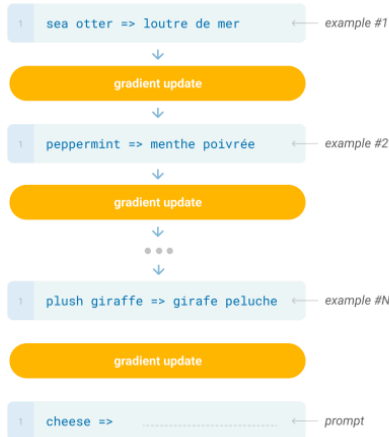 1 sea otter => loutre de mer example #1
gradient update
1 peppermint => menthe poivrée example #2
gradient update
1 plush giraffe => girafe peluche example #N
gradient update
1 cheese => prompt